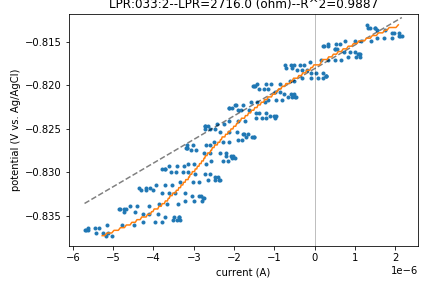 LPR:033:2--LPR=2716.0 (ohm)--R^2=0.9887
potential (V vs. Ag/AgCl)
−0.815
−0.820
−0.825
−0.830
−0.835
−6 −5 −4 −3 −2 −1 0 1 2
current (A)
1e−6